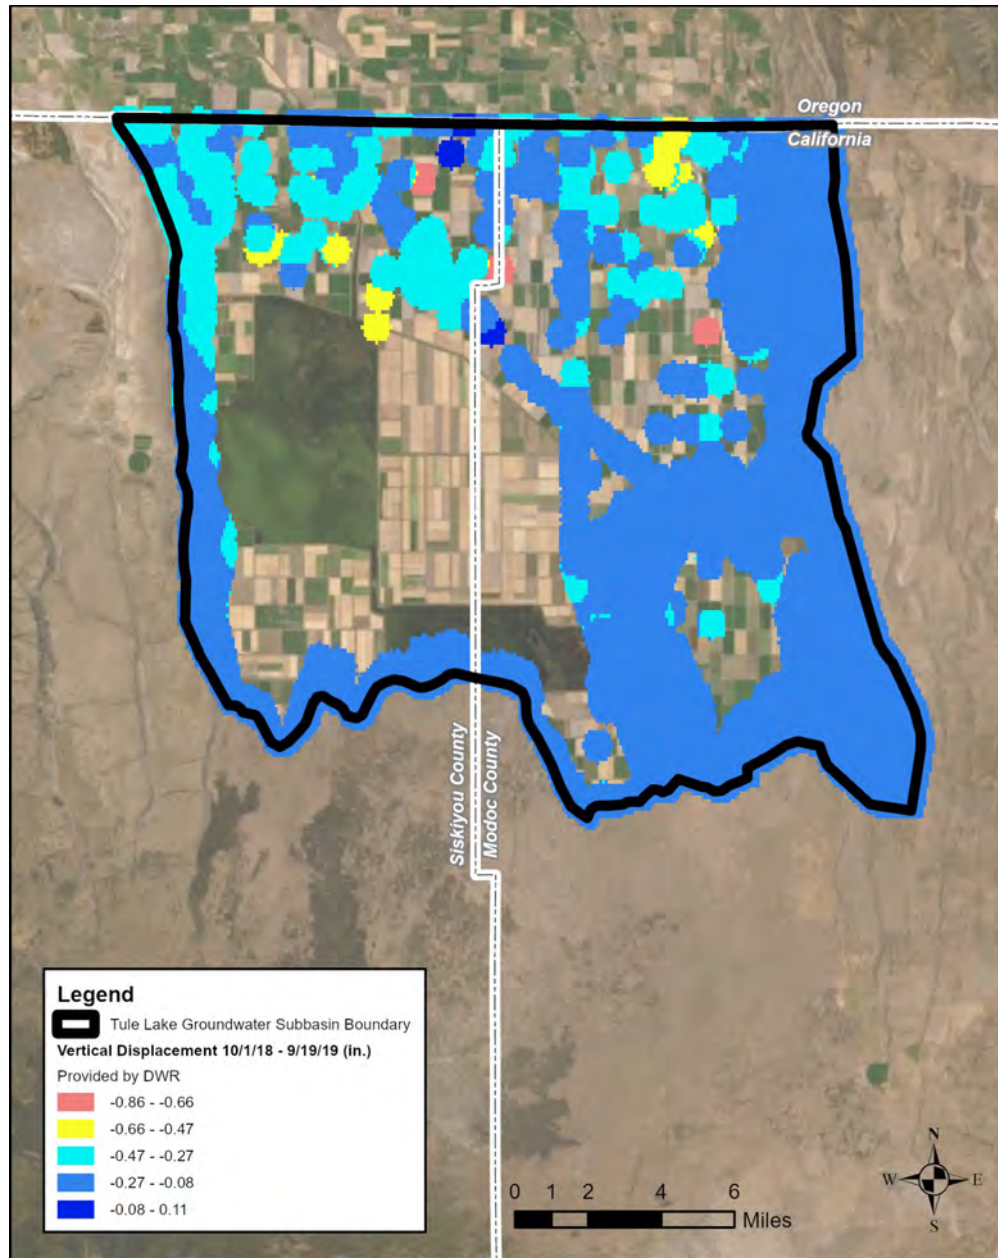 Oregon
California
Siskiyou County
Modoc County
Legend
Tule Lake Groundwater Subbasin Boundary
Vertical Displacement 10/1/18 - 9/19/19 (in.)
Provided by DWR
-0.86 - -0.66
-0.66 - -0.47
-0.47 - -0.27
-0.27 - -0.08
-0.08 - 0.11
0 1 2 4 6
Miles
N
W E
S